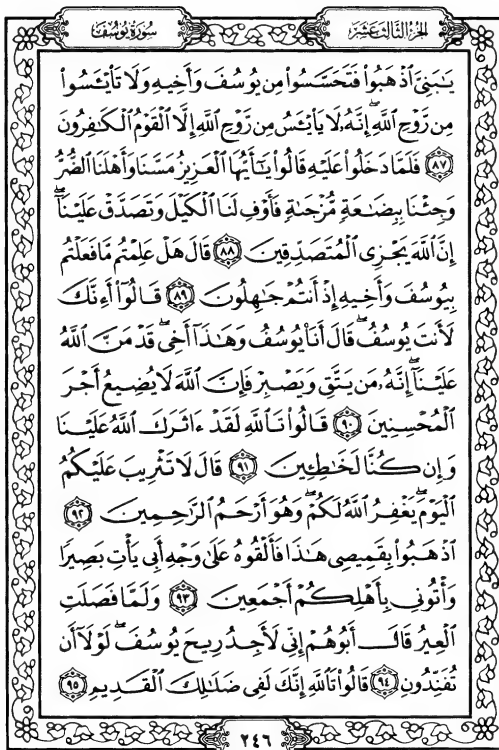 الجزء الثالث عشر
سورة يوسف
يَـٰبَنِيَّ ٱذْهَبُوا۟ فَتَحَسَّسُوا۟ مِن يُوسُفَ وَأَخِيهِ وَلَا تَا۟يْـَٔسُوا۟
مِن رَّوْحِ ٱللَّهِ ۖ إِنَّهُۥ لَا يَا۟يْـَٔسُ مِن رَّوْحِ ٱللَّهِ إِلَّا ٱلْقَوْمُ ٱلْكَـٰفِرُونَ
﴿٨٧﴾ فَلَمَّا دَخَلُوا۟ عَلَيْهِ قَالُوا۟ يَـٰٓأَيُّهَا ٱلْعَزِيزُ مَسَّنَا وَأَهْلَنَا ٱلضُّرُّ
وَجِئْنَا بِبِضَـٰعَةٍ مُّزْجَىٰةٍ فَأَوْفِ لَنَا ٱلْكَيْلَ وَتَصَدَّقْ عَلَيْنَآ ۖ
إِنَّ ٱللَّهَ يَجْزِى ٱلْمُتَصَدِّقِينَ ﴿٨٨﴾ قَالَ هَلْ عَلِمْتُم مَّا فَعَلْتُم
بِيُوسُفَ وَأَخِيهِ إِذْ أَنتُمْ جَـٰهِلُونَ ﴿٨٩﴾ قَالُوٓا۟ أَءِنَّكَ
لَأَنتَ يُوسُفُ ۖ قَالَ أَنَا۠ يُوسُفُ وَهَـٰذَآ أَخِى ۖ قَدْ مَنَّ ٱللَّهُ
عَلَيْنَآ ۖ إِنَّهُۥ مَن يَتَّقِ وَيَصْبِرْ فَإِنَّ ٱللَّهَ لَا يُضِيعُ أَجْرَ
ٱلْمُحْسِنِينَ ﴿٩٠﴾ قَالُوا۟ تَٱللَّهِ لَقَدْ ءَاثَرَكَ ٱللَّهُ عَلَيْنَا
وَإِن كُنَّا لَخَـٰطِـِٔينَ ﴿٩١﴾ قَالَ لَا تَثْرِيبَ عَلَيْكُمُ
ٱلْيَوْمَ ۖ يَغْفِرُ ٱللَّهُ لَكُمْ ۖ وَهُوَ أَرْحَمُ ٱلرَّٰحِمِينَ ﴿٩٢﴾
ٱذْهَبُوا۟ بِقَمِيصِى هَـٰذَا فَأَلْقُوهُ عَلَىٰ وَجْهِ أَبِى يَأْتِ بَصِيرًا
وَأْتُونِى بِأَهْلِكُمْ أَجْمَعِينَ ﴿٩٣﴾ وَلَمَّا فَصَلَتِ
ٱلْعِيرُ قَالَ أَبُوهُمْ إِنِّى لَأَجِدُ رِيحَ يُوسُفَ ۖ لَوْلَآ أَن
تُفَنِّدُونِ ﴿٩٤﴾ قَالُوا۟ تَٱللَّهِ إِنَّكَ لَفِى ضَلَـٰلِكَ ٱلْقَدِيمِ ﴿٩٥﴾
٢٤٦